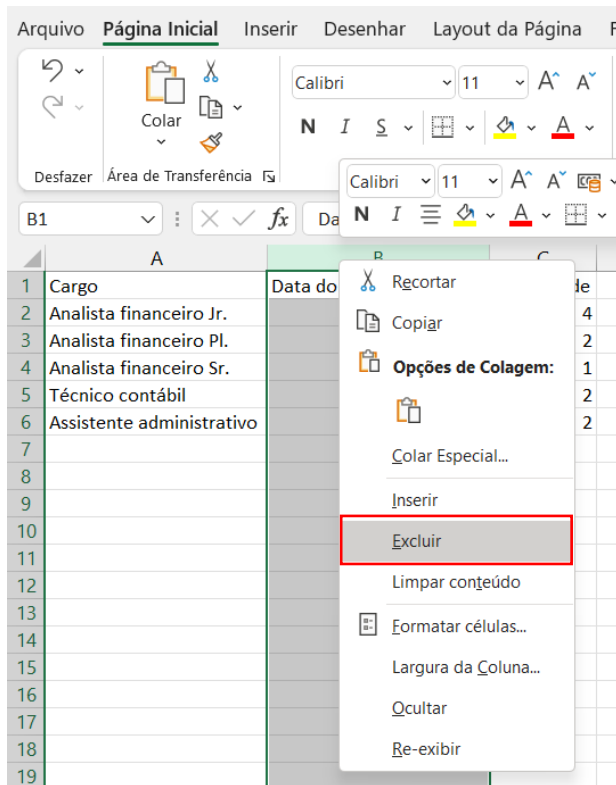 Arquivo Página Inicial Inserir Desenhar Layout da Página
Calibri 11 A A
Colar
N I S A
Desfazer Área de Transferência
Calibri 11 A A
N I A
B1 fx Da
A B C
1 Cargo Data do de
2 Analista financeiro Jr. 4
3 Analista financeiro Pl. 2
4 Analista financeiro Sr. 1
5 Técnico contábil 2
6 Assistente administrativo 2
7
8
9
10
11
12
13
14
15
16
17
18
19
Recortar
Copiar
Opções de Colagem:
Colar Especial...
Inserir
Excluir
Limpar conteúdo
Formatar células...
Largura da Coluna...
Ocultar
Re-exibir